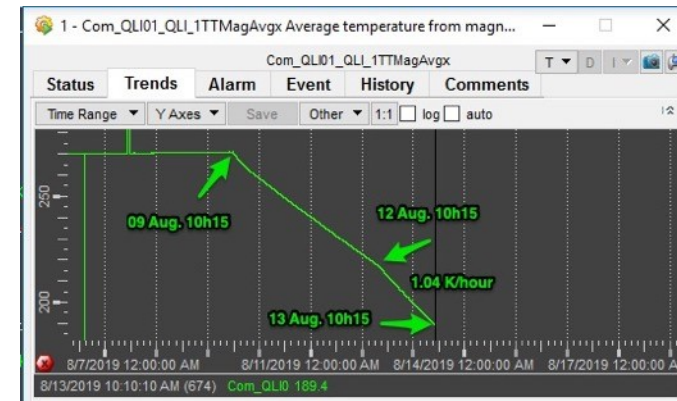 1 - Com_QLI01_QLI_1TTMagAvgx Average temperature from magn...
Com_QLI01_QLI_1TTMagAvgx
T D I
Status Trends Alarm Event History Comments
Time Range Y Axes Save Other 1:1 log auto
250
09 Aug. 10h15
12 Aug. 10h15
1.04 K/hour
200
13 Aug. 10h15
8/7/2019 12:00:00 AM 8/11/2019 12:00:00 AM 8/14/2019 12:00:00 AM 8/17/2019 12:00:00 A
8/13/2019 10:10:10 AM (674) Com_QLI0 189.4